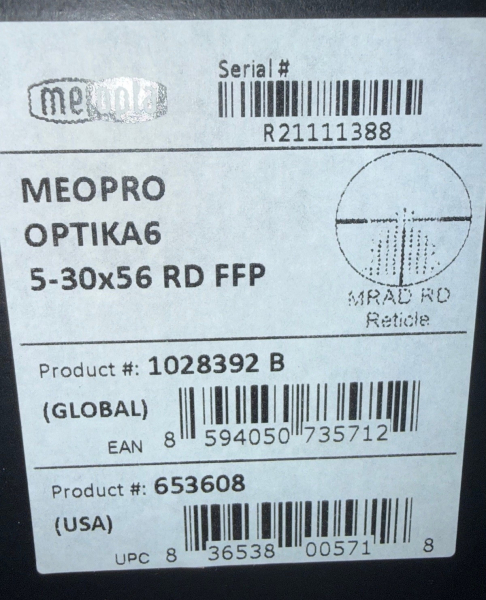 meopta
Serial #
R21111388
MEOPRO
OPTIKA6
5-30x56 RD FFP
MRAD RD
Reticle
Product #: 1028392 B
(GLOBAL)
EAN 8 594050 735712
Product #: 653608
(USA)
UPC 8 36538 00571 8